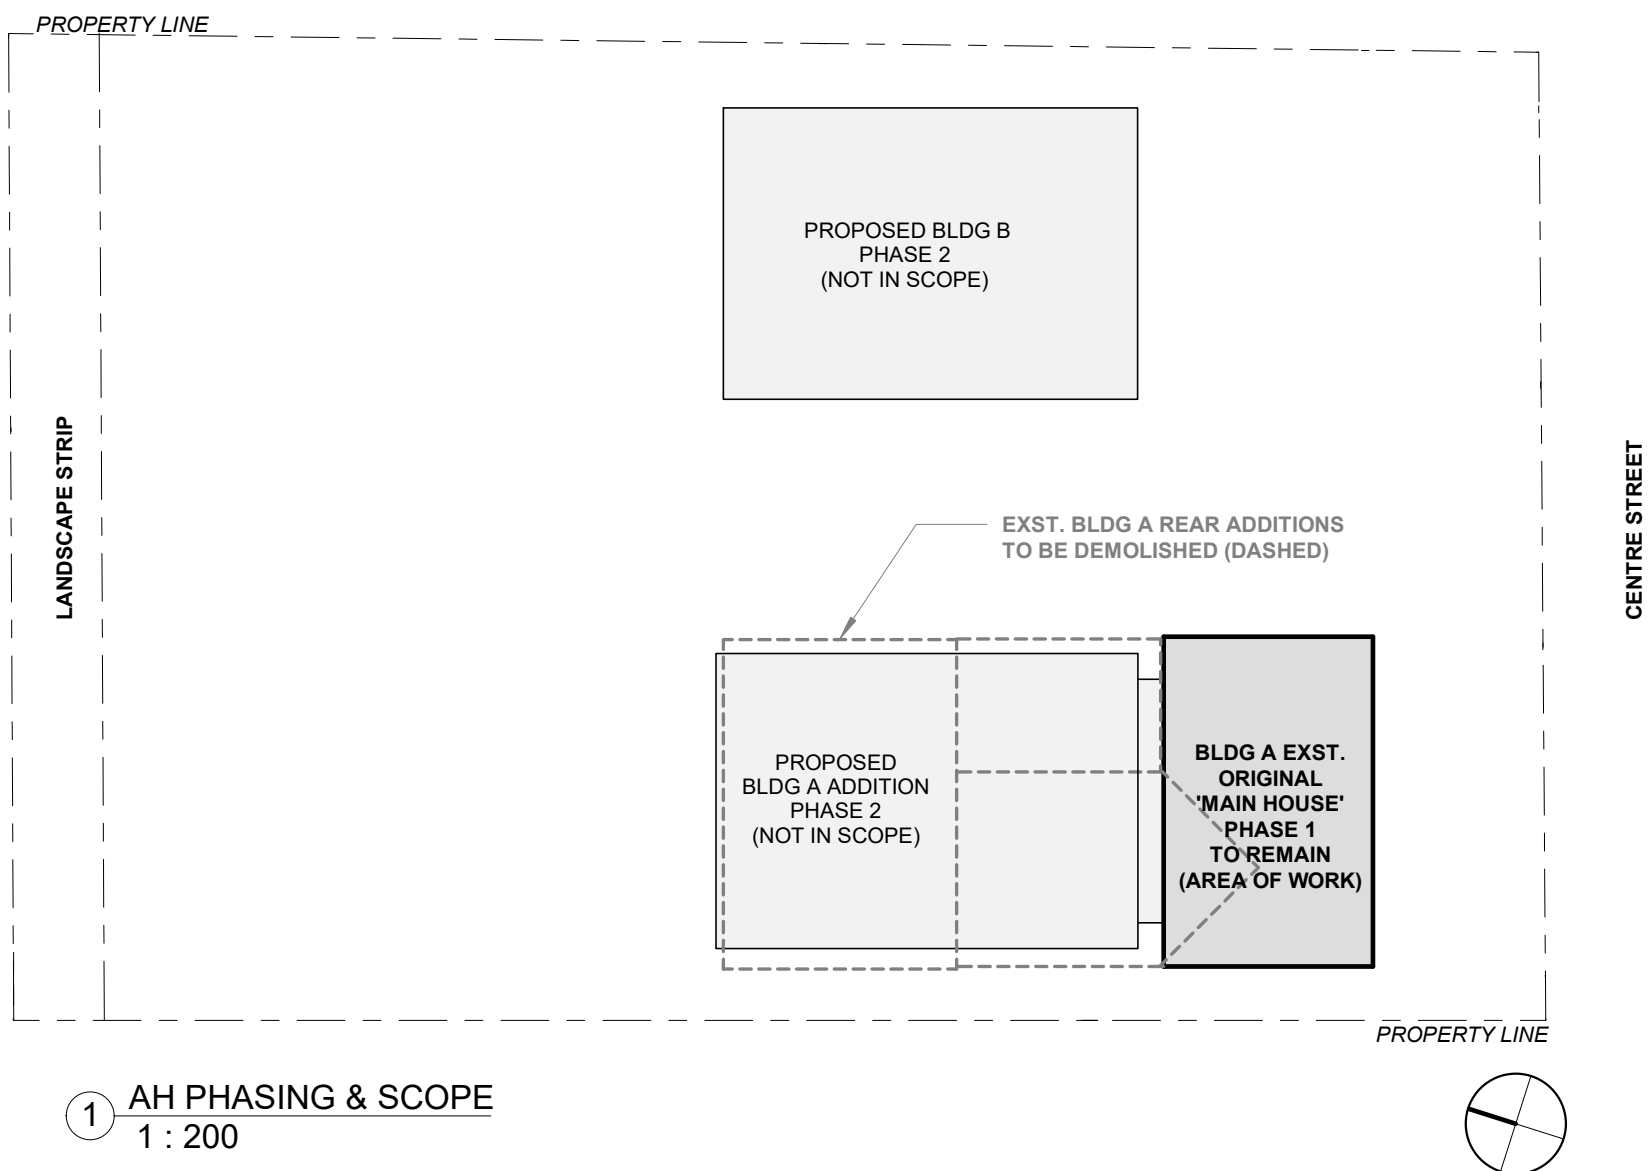 PROPERTY LINE
PROPOSED BLDG B
PHASE 2
(NOT IN SCOPE)
LANDSCAPE STRIP
CENTRE STREET
EXST. BLDG A REAR ADDITIONS
TO BE DEMOLISHED (DASHED)
PROPOSED
BLDG A ADDITION
PHASE 2
(NOT IN SCOPE)
BLDG A EXST.
ORIGINAL
'MAIN HOUSE'
PHASE 1
TO REMAIN
(AREA OF WORK)
PROPERTY LINE
1
AH PHASING & SCOPE
1 : 200